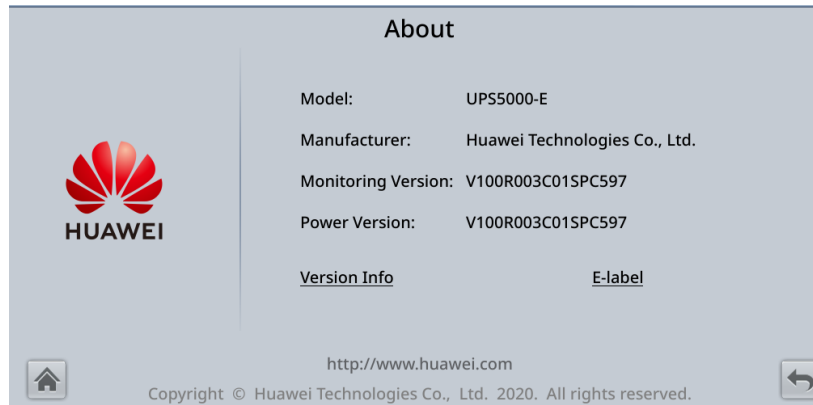 About
Model: UPS5000-E
Manufacturer: Huawei Technologies Co., Ltd.
Monitoring Version: V100R003C01SPC597
HUAWEI
Power Version: V100R003C01SPC597
Version Info E-label
http://www.huawei.com
Copyright © Huawei Technologies Co., Ltd. 2020. All rights reserved.